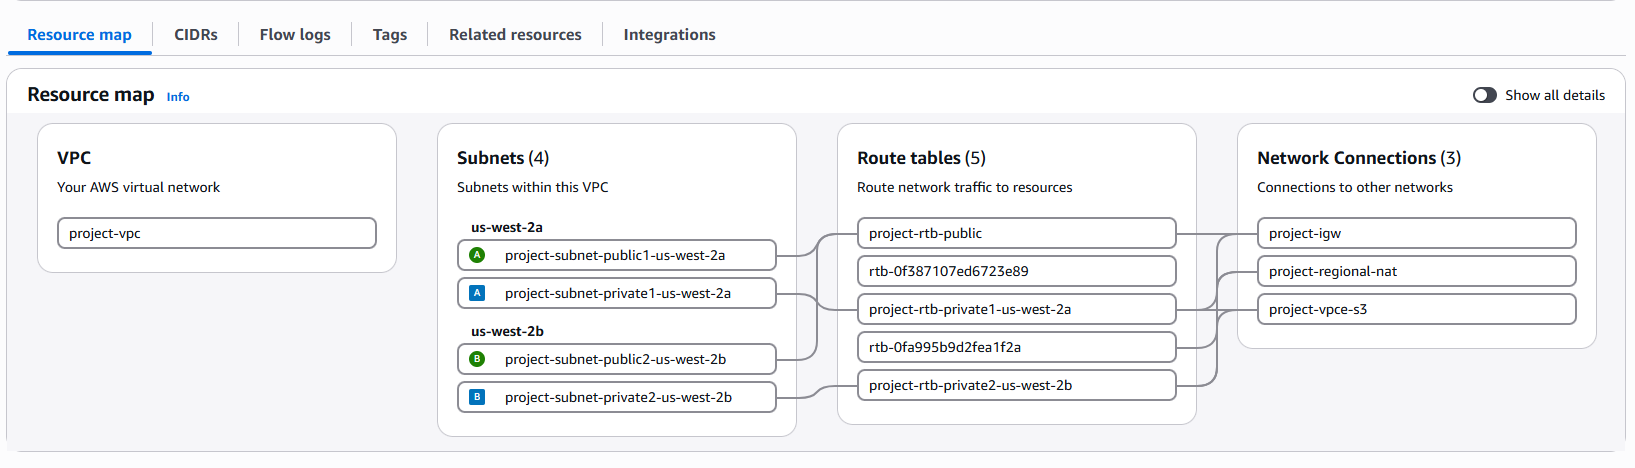 Resource map CIDRs Flow logs Tags Related resources Integrations
Resource map Info Show all details
VPC
Your AWS virtual network
project-vpc
Subnets (4)
Subnets within this VPC
us-west-2a
A project-subnet-public1-us-west-2a
A project-subnet-private1-us-west-2a
us-west-2b
B project-subnet-public2-us-west-2b
B project-subnet-private2-us-west-2b
Route tables (5)
Route network traffic to resources
project-rtb-public
rtb-0f387107ed6723e89
project-rtb-private1-us-west-2a
rtb-0fa995b9d2fea1f2a
project-rtb-private2-us-west-2b
Network Connections (3)
Connections to other networks
project-igw
project-regional-nat
project-vpce-s3